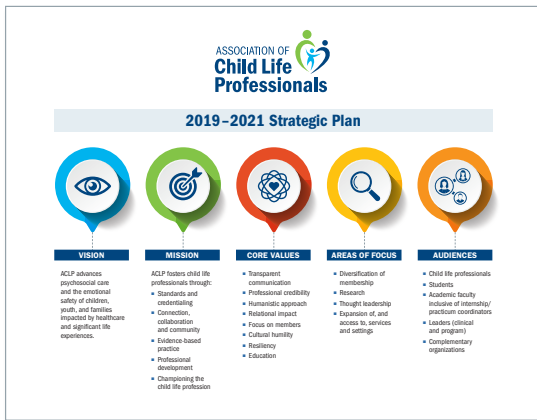 ASSOCIATION OF
Child Life
Professionals
2019–2021 Strategic Plan
VISION
ACLP advances
psychosocial care
and the emotional
safety of children,
youth, and families
impacted by healthcare
and significant life
experiences.
MISSION
ACLP fosters child life
professionals through:
▪ Standards and
credentialing
▪ Connection,
collaboration
and community
▪ Evidence-based
practice
▪ Professional
development
▪ Championing the
child life profession
CORE VALUES
▪ Transparent
communication
▪ Professional credibility
▪ Humanistic approach
▪ Relational impact
▪ Focus on members
▪ Cultural humility
▪ Resiliency
▪ Education
AREAS OF FOCUS
▪ Diversification of
membership
▪ Research
▪ Thought leadership
▪ Expansion of, and
access to, services
and settings
AUDIENCES
▪ Child life professionals
▪ Students
▪ Academic faculty
inclusive of internship/
practicum coordinators
▪ Leaders (clinical
and program)
▪ Complementary
organizations